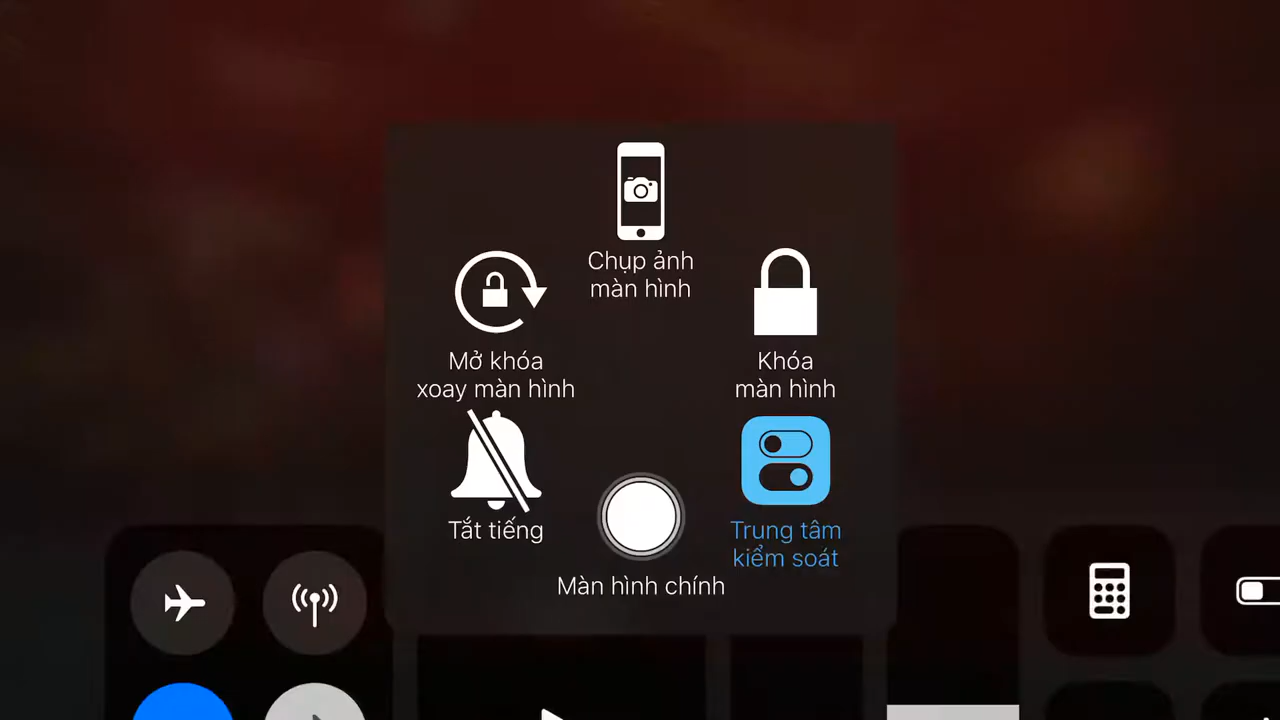 Chụp ảnh
màn hình
Mở khóa
xoay màn hình
Khóa
màn hình
Tắt tiếng
Trung tâm
kiểm soát
Màn hình chính